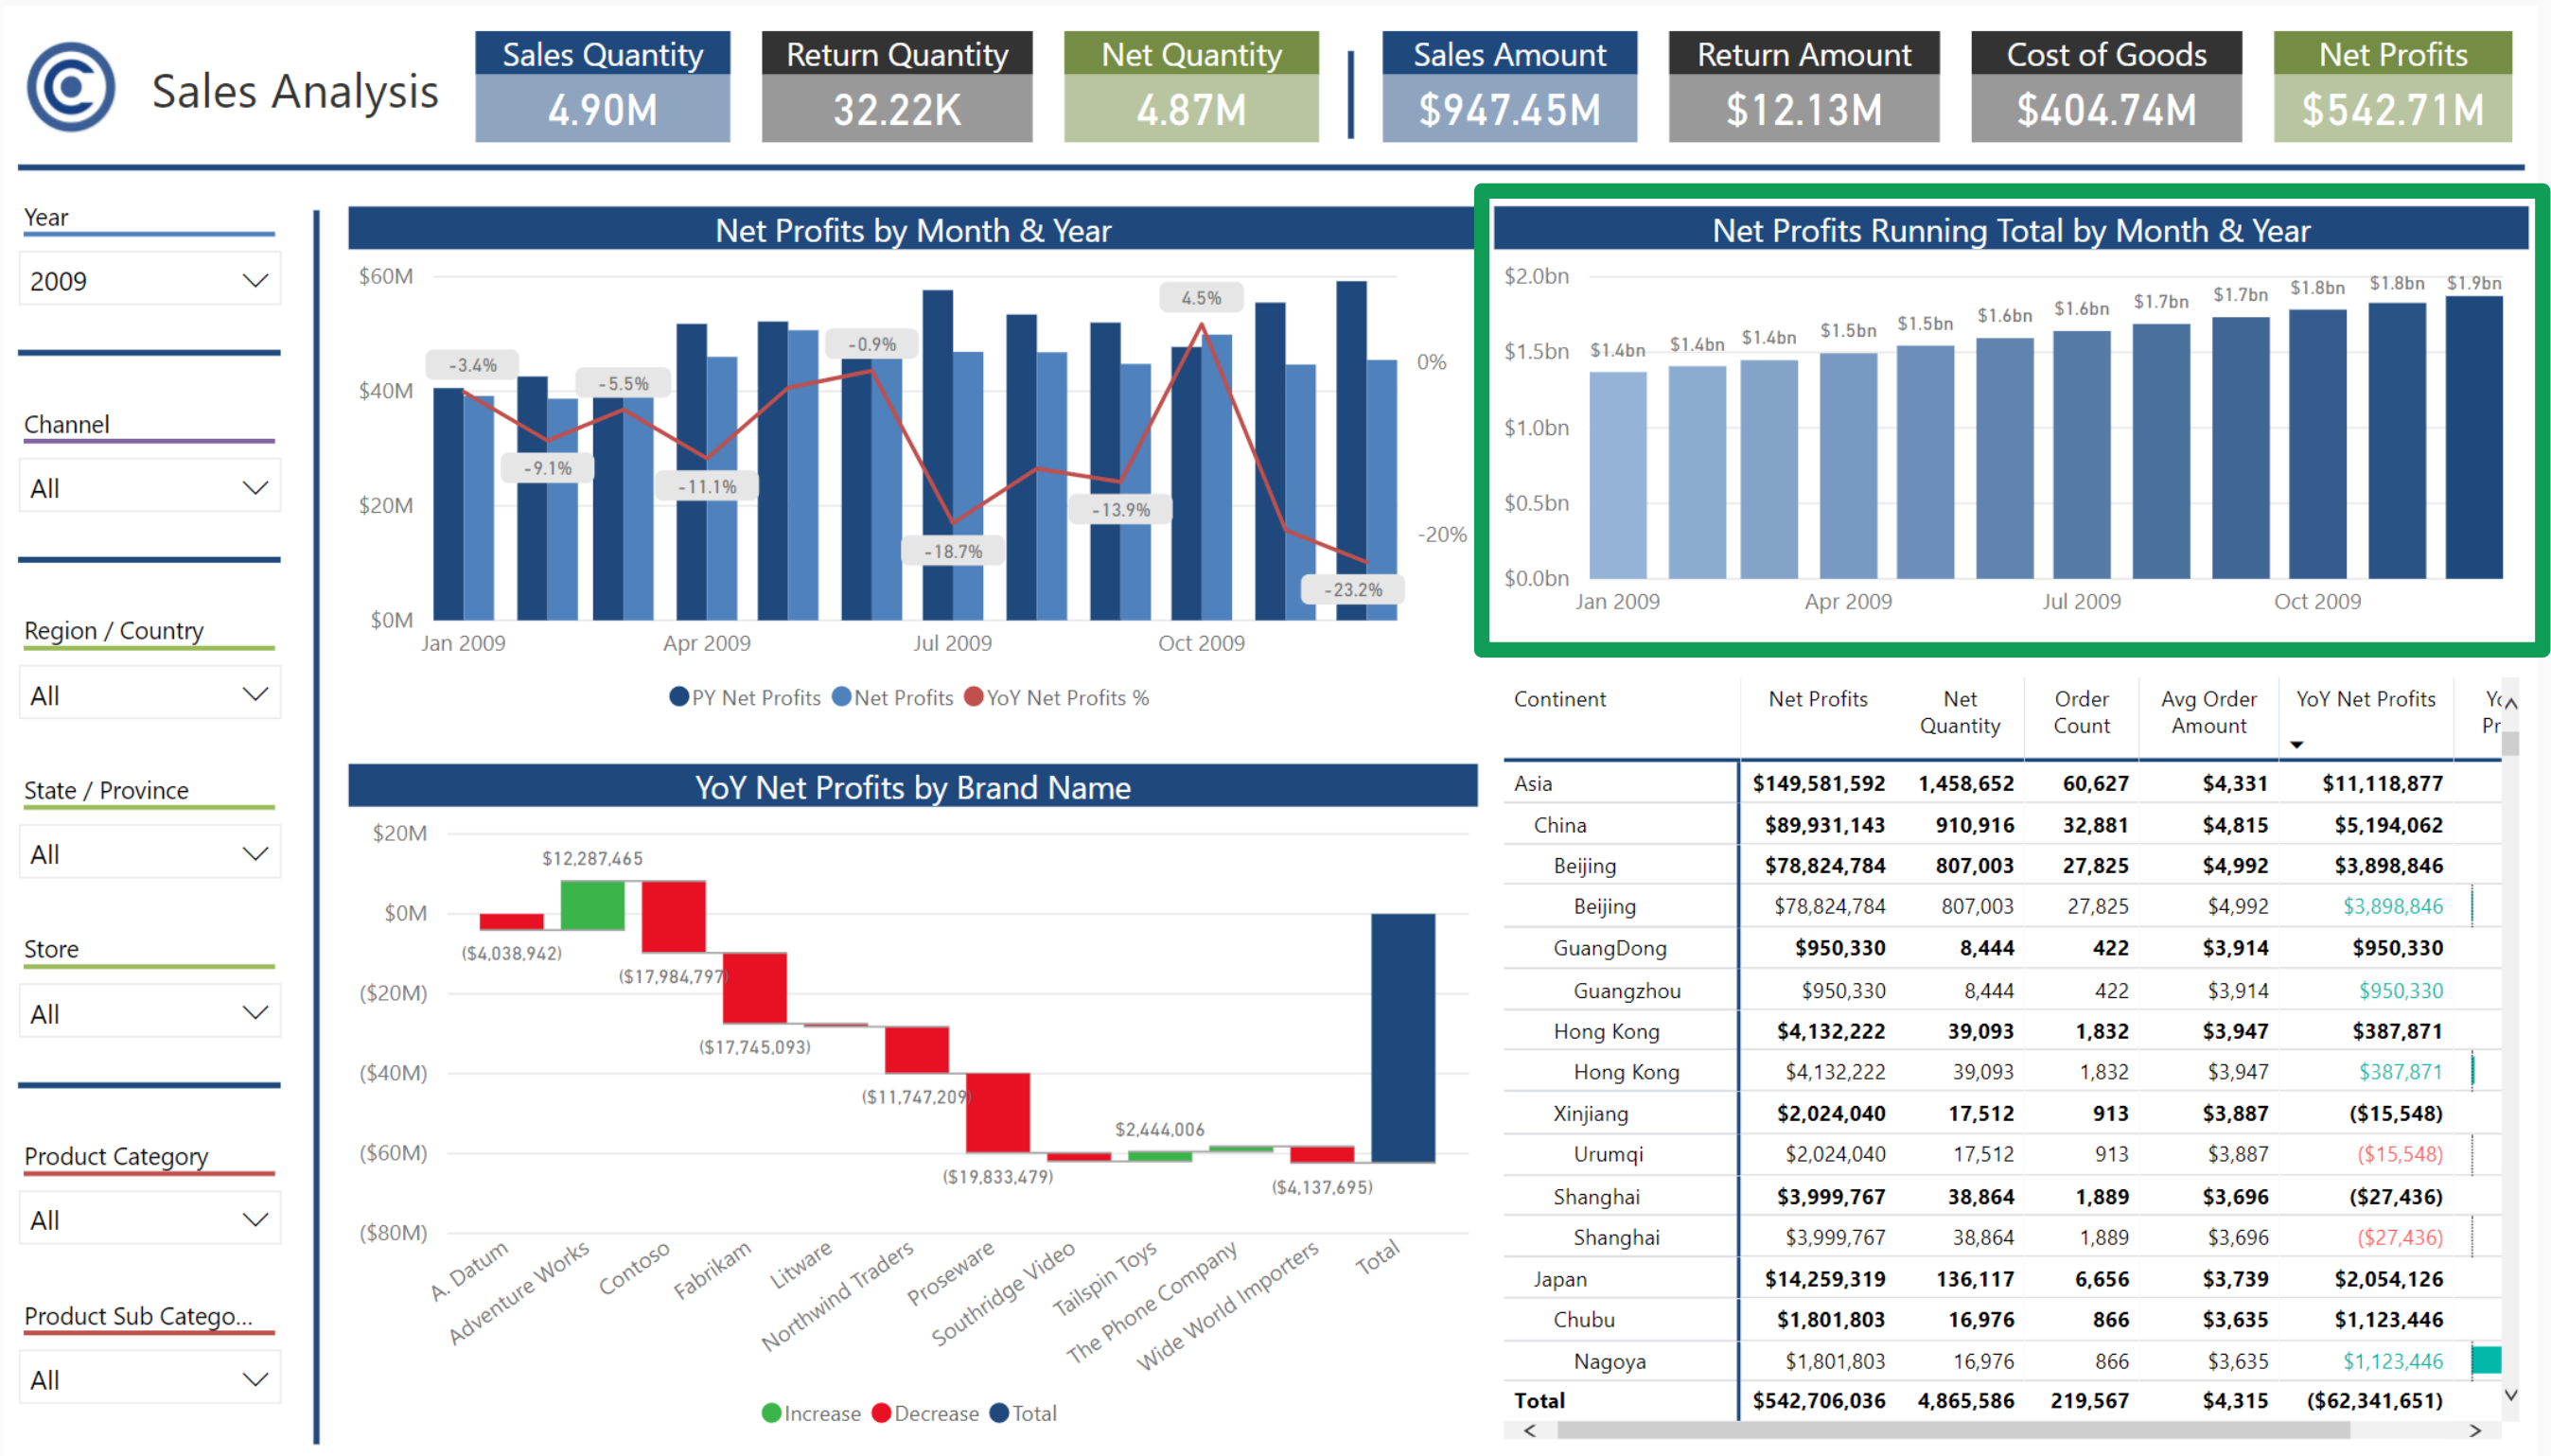 Sales Analysis
Sales Quantity
4.90M
Return Quantity
32.22K
Net Quantity
4.87M
Sales Amount
$947.45M
Return Amount
$12.13M
Cost of Goods
$404.74M
Net Profits
$542.71M
Year
2009
Channel
All
Region / Country
All
State / Province
All
Store
All
Product Category
All
Product Sub Catego...
All
Net Profits by Month & Year
$60M
$40M
$20M
$0M
0%
-20%
-3.4%
-9.1%
-5.5%
-11.1%
-0.9%
-18.7%
-13.9%
4.5%
-23.2%
Jan 2009 Apr 2009 Jul 2009 Oct 2009
PY Net Profits Net Profits YoY Net Profits %
Net Profits Running Total by Month & Year
$2.0bn
$1.5bn
$1.0bn
$0.5bn
$0.0bn
$1.4bn $1.4bn $1.4bn $1.5bn $1.5bn $1.6bn $1.6bn $1.7bn $1.7bn $1.8bn $1.8bn $1.9bn
Jan 2009 Apr 2009 Jul 2009 Oct 2009
YoY Net Profits by Brand Name
$20M
$0M
($20M)
($40M)
($60M)
($80M)
($4,038,942)
$12,287,465
($17,984,797)
($17,745,093)
($11,747,209)
($19,833,479)
$2,444,006
($4,137,695)
A. Datum
Adventure Works
Contoso
Fabrikam
Litware
Northwind Traders
Proseware
Southridge Video
Tailspin Toys
The Phone Company
Wide World Importers
Total
Increase Decrease Total
Continent Net Profits Net Quantity Order Count Avg Order Amount YoY Net Profits Yo Pr
Asia $149,581,592 1,458,652 60,627 $4,331 $11,118,877
China $89,931,143 910,916 32,881 $4,815 $5,194,062
Beijing $78,824,784 807,003 27,825 $4,992 $3,898,846
Beijing $78,824,784 807,003 27,825 $4,992 $3,898,846
GuangDong $950,330 8,444 422 $3,914 $950,330
Guangzhou $950,330 8,444 422 $3,914 $950,330
Hong Kong $4,132,222 39,093 1,832 $3,947 $387,871
Hong Kong $4,132,222 39,093 1,832 $3,947 $387,871
Xinjiang $2,024,040 17,512 913 $3,887 ($15,548)
Urumqi $2,024,040 17,512 913 $3,887 ($15,548)
Shanghai $3,999,767 38,864 1,889 $3,696 ($27,436)
Shanghai $3,999,767 38,864 1,889 $3,696 ($27,436)
Japan $14,259,319 136,117 6,656 $3,739 $2,054,126
Chubu $1,801,803 16,976 866 $3,635 $1,123,446
Nagoya $1,801,803 16,976 866 $3,635 $1,123,446
Total $542,706,036 4,865,586 219,567 $4,315 ($62,341,651)